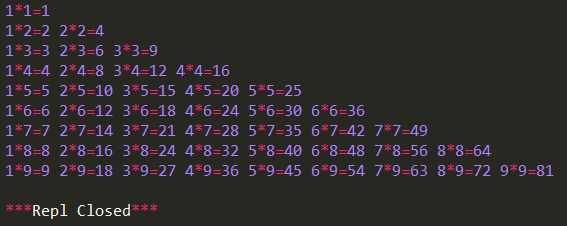 1*1=1
1*2=2 2*2=4
1*3=3 2*3=6 3*3=9
1*4=4 2*4=8 3*4=12 4*4=16
1*5=5 2*5=10 3*5=15 4*5=20 5*5=25
1*6=6 2*6=12 3*6=18 4*6=24 5*6=30 6*6=36
1*7=7 2*7=14 3*7=21 4*7=28 5*7=35 6*7=42 7*7=49
1*8=8 2*8=16 3*8=24 4*8=32 5*8=40 6*8=48 7*8=56 8*8=64
1*9=9 2*9=18 3*9=27 4*9=36 5*9=45 6*9=54 7*9=63 8*9=72 9*9=81
***Repl Closed***